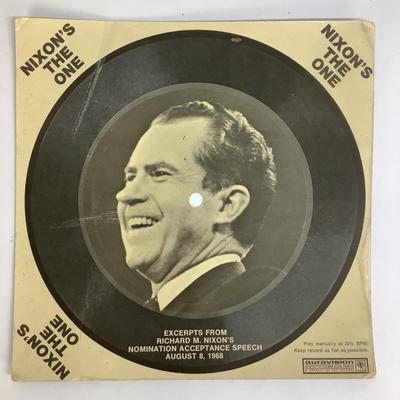 NIXON'S
THE
ONE
NIXON'S
THE
ONE
EXCERPTS FROM
RICHARD M. NIXON'S
NOMINATION ACCEPTANCE SPEECH
AUGUST 8, 1968
Play manually at 33⅓ RPM.
Keep record as flat as possible.
auravision
NIXON'S
THE
ONE